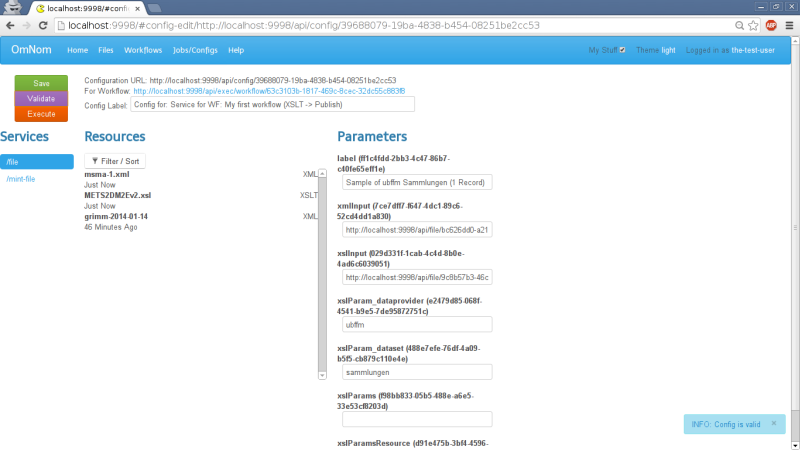 localhost:9998/#confi
localhost:9998/#config-edit/http://localhost:9998/api/config/39688079-19ba-4838-b454-08251be2cc53
ABP
OmNom Home Files Workflows Jobs/Configs Help My Stuff Theme light Logged in as the-test-user
Save
Validate
Execute
Configuration URL: http://localhost:9998/api/config/39688079-19ba-4838-b454-08251be2cc53
For Workflow: http://localhost:9998/api/exec/workflow/63c3103b-1817-469c-8cec-32dc55c883f8
Config Label: Config for: Service for WF: My first workflow (XSLT -> Publish)
Services
/file
/mint-file
Resources
Filter / Sort
msma-1.xml XML
Just Now
METS2DM2Ev2.xsl XSLT
Just Now
grimm-2014-01-14 XML
46 Minutes Ago
Parameters
label (ff1c4fdd-2bb3-4c47-86b7-
c40fe65eff1e)
Sample of ubffm Sammlungen (1 Record)
xmlInput (7ce7dff7-f647-4dc1-89c6-
52cd4dd1a830)
http://localhost:9998/api/file/bc626dd0-a21
xslInput (029d331f-1cab-4c4d-8b0e-
4ad6c6039051)
http://localhost:9998/api/file/9c8b57b3-46c
xslParam_dataprovider (e2479d85-068f-
4541-b9e5-7de95872751c)
ubffm
xslParam_dataset (488e7efe-76df-4a09-
b5f5-cb879c110e4e)
sammlungen
xslParams (f98bb833-05b5-488e-a6e5-
33e53cf8203d)
xslParamsResource (d91e475b-3bf4-4596-
INFO: Config is valid ×